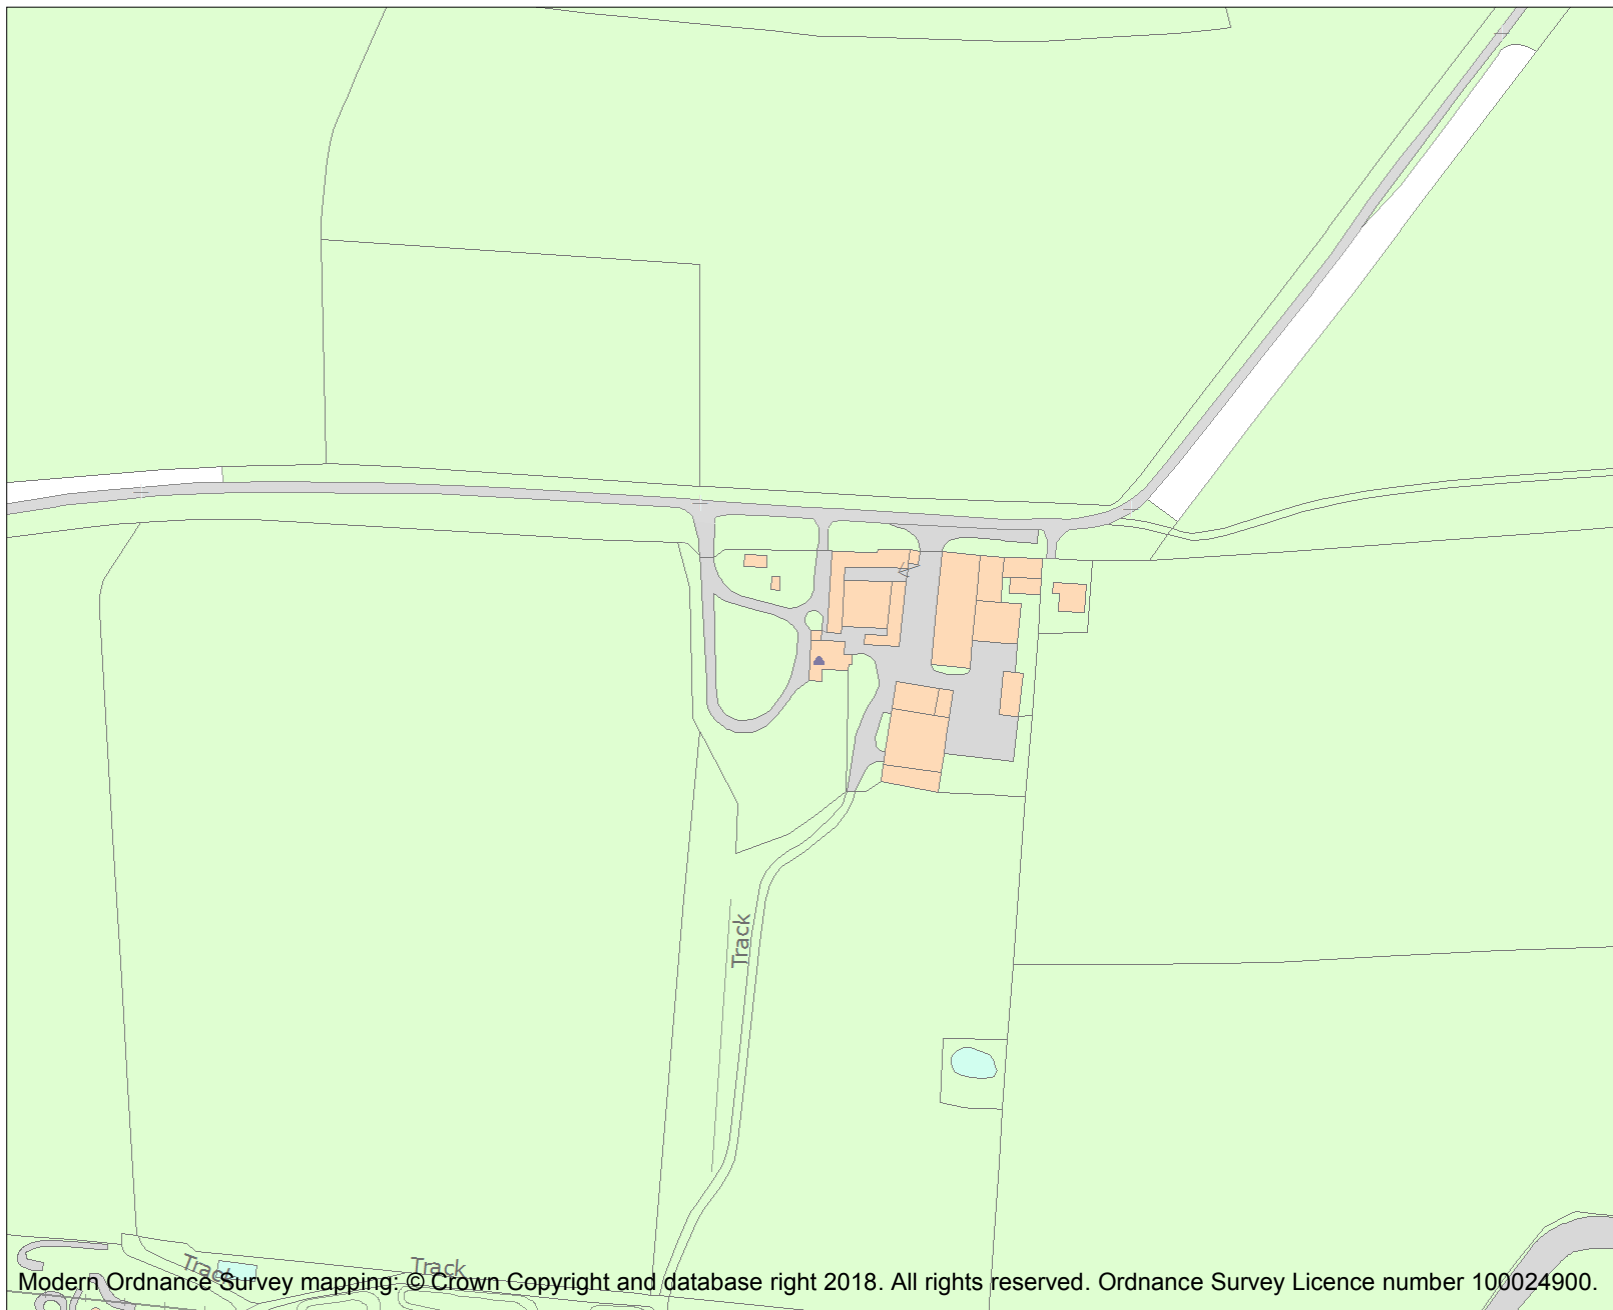 Track
Track
Track
Modern Ordnance Survey mapping: © Crown Copyright and database right 2018. All rights reserved. Ordnance Survey Licence number 100024900.